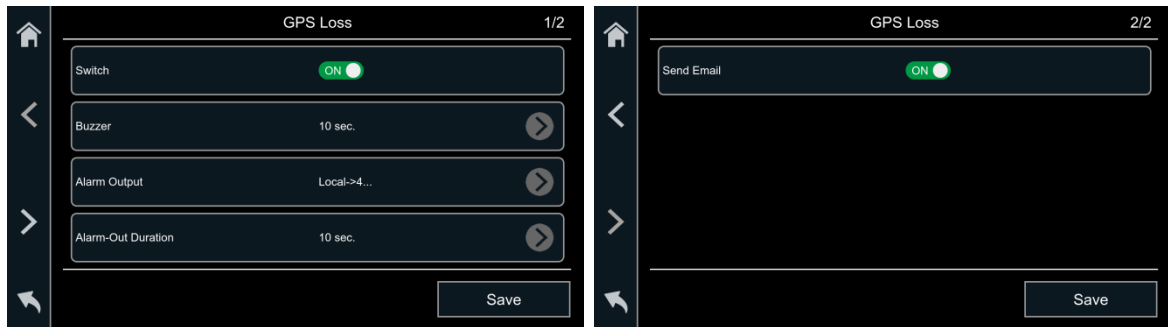 GPS Loss 1/2
Switch ON
Buzzer 10 sec.
Alarm Output Local->4...
Alarm-Out Duration 10 sec.
Save
GPS Loss 2/2
Send Email ON
Save